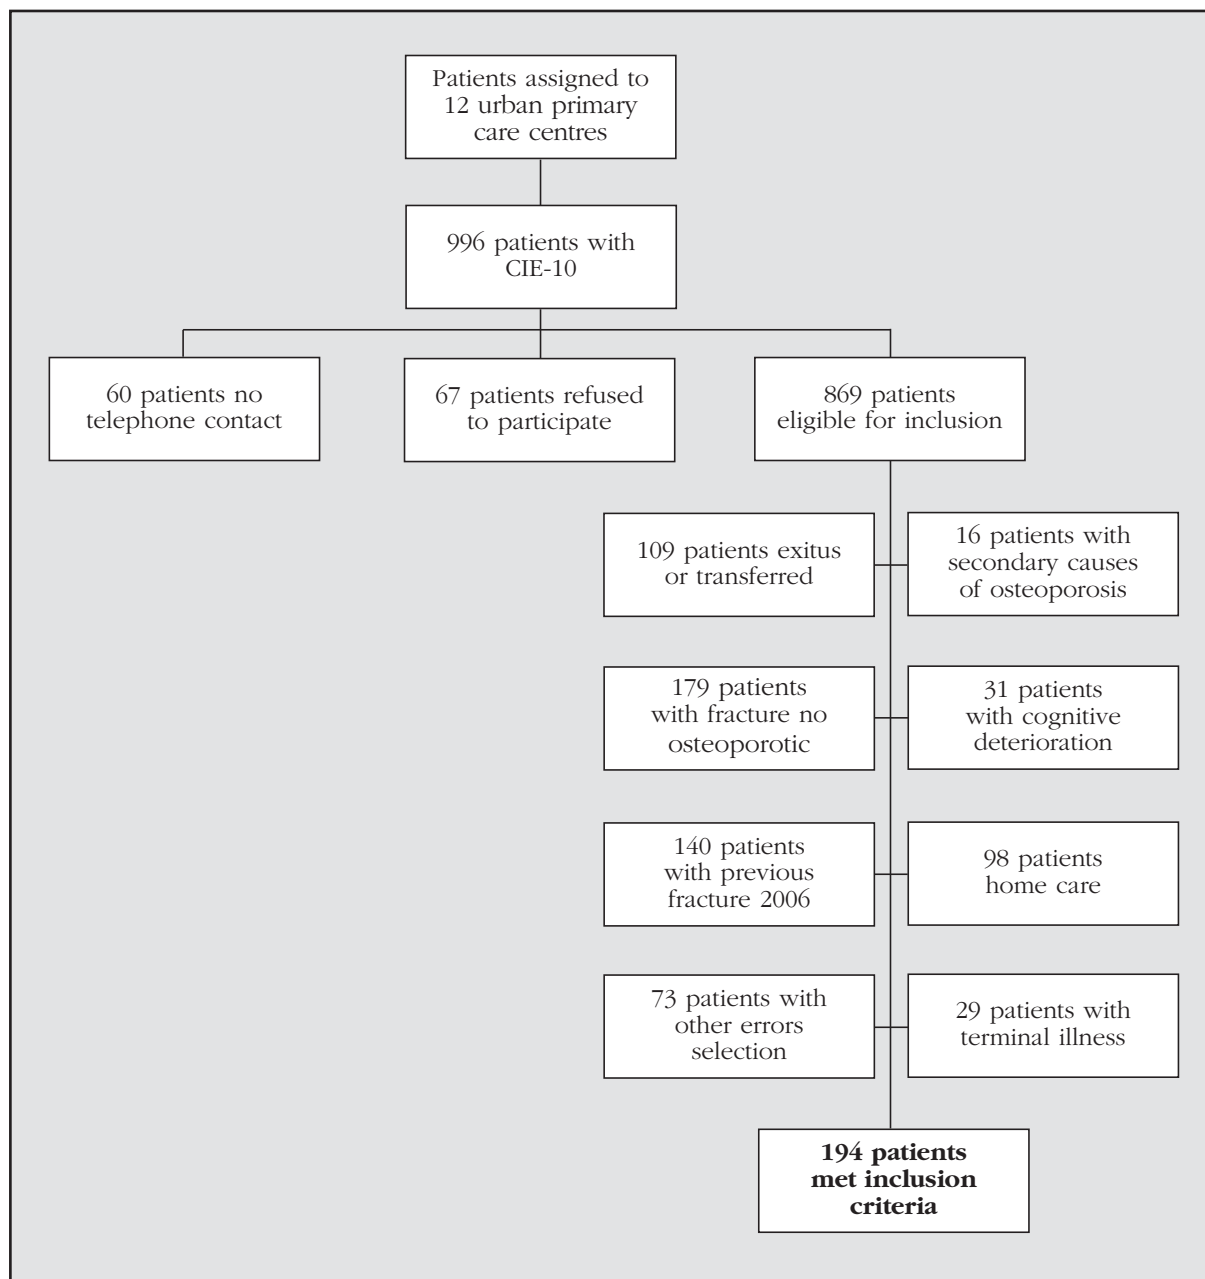 Patients assigned to
12 urban primary
care centres
996 patients with
CIE-10
60 patients no
telephone contact
67 patients refused
to participate
869 patients
eligible for inclusion
109 patients exitus
or transferred
16 patients with
secondary causes
of osteoporosis
179 patients
with fracture no
osteoporotic
31 patients
with cognitive
deterioration
140 patients
with previous
fracture 2006
98 patients
home care
73 patients with
other errors
selection
29 patients with
terminal illness
194 patients
met inclusion
criteria